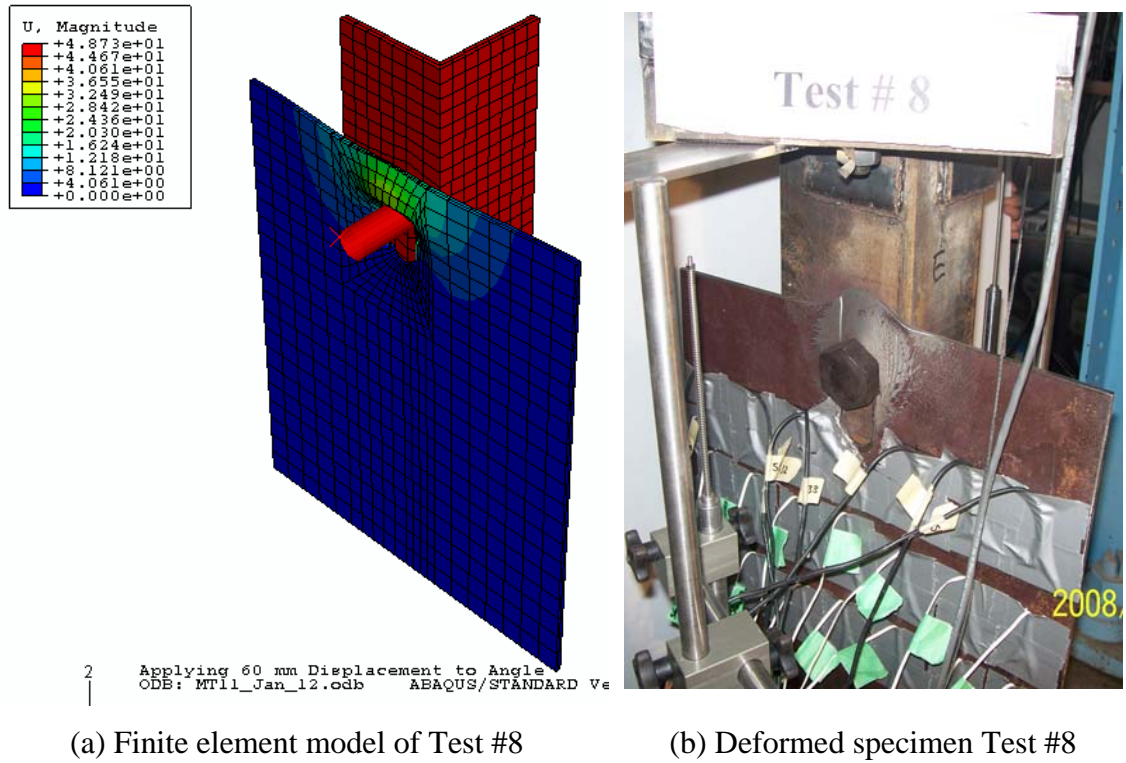 U, Magnitude
+4.873e+01
+4.467e+01
+4.061e+01
+3.655e+01
+3.249e+01
+2.842e+01
+2.436e+01
+2.030e+01
+1.624e+01
+1.218e+01
+8.121e+00
+4.061e+00
+0.000e+00
2 Applying 60 mm Displacement to Angle
ODB: MT11_Jan_12.odb ABAQUS/STANDARD Ve
Test # 8
33
2008/
(a) Finite element model of Test #8
(b) Deformed specimen Test #8